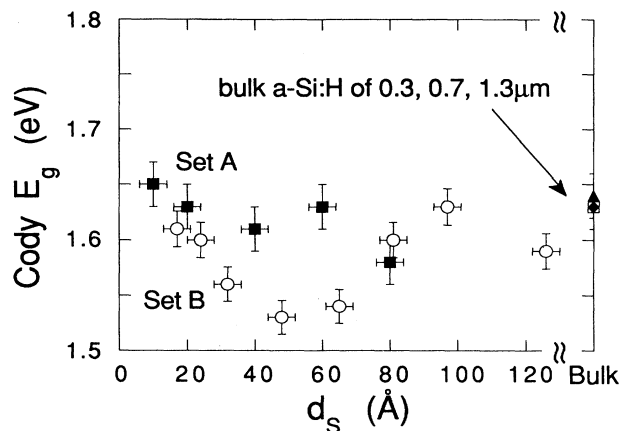 1.8
bulk a-Si:H of 0.3, 0.7, 1.3μm
1.7
Set A
1.6
Set B
1.5
Cody E_g (eV)
0 20 40 60 80 100 120 Bulk
d_s (Å)